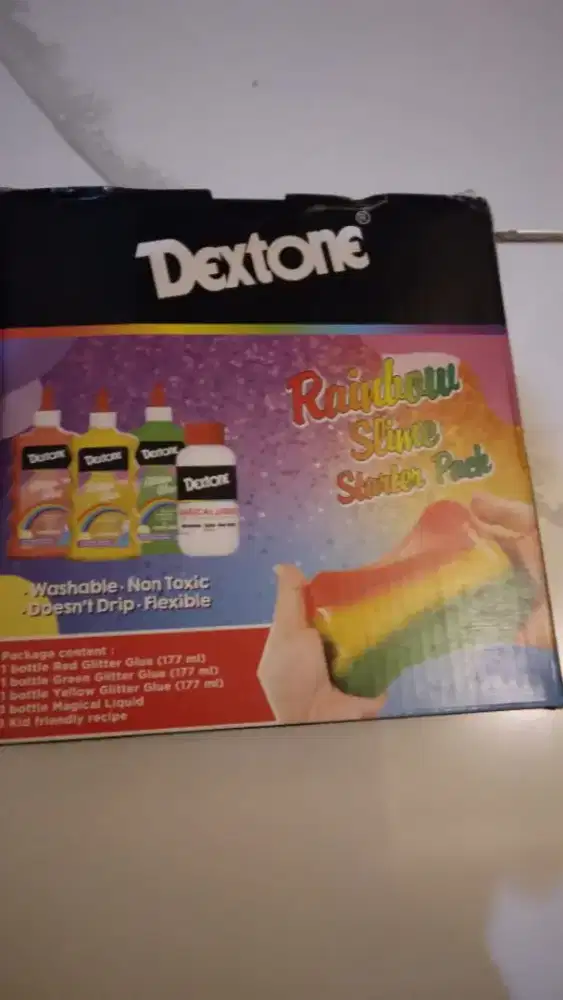 Dextone®
Rainbow
Slime
Starter Pack
Dextone
Dextone
Dextone
Dextone
· Washable · Non Toxic
· Doesn't Drip · Flexible
Package content :
1 bottle Red Glitter Glue (177 ml)
1 bottle Green Glitter Glue (177 ml)
1 bottle Yellow Glitter Glue (177 ml)
1 bottle Magical Liquid
1 Kid friendly recipe